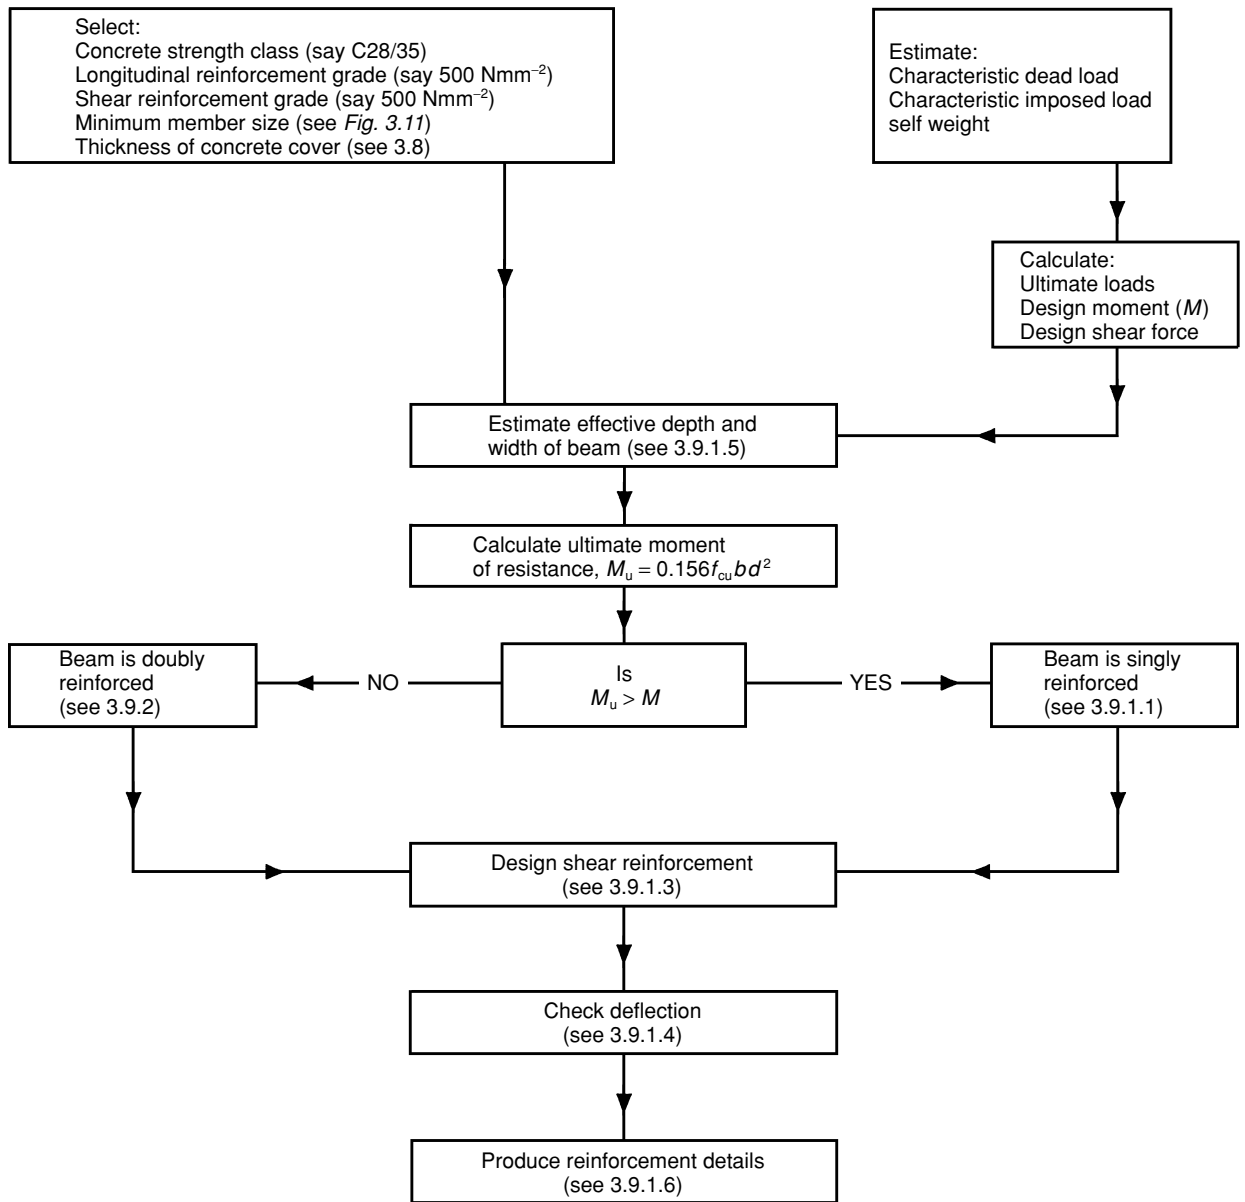 Select:
Concrete strength class (say C28/35)
Longitudinal reinforcement grade (say 500 Nmm⁻²)
Shear reinforcement grade (say 500 Nmm⁻²)
Minimum member size (see Fig. 3.11)
Thickness of concrete cover (see 3.8)
Estimate:
Characteristic dead load
Characteristic imposed load
self weight
Calculate:
Ultimate loads
Design moment (M)
Design shear force
Estimate effective depth and
width of beam (see 3.9.1.5)
Calculate ultimate moment
of resistance, Mᵤ = 0.156f_cu bd²
Beam is doubly
reinforced
(see 3.9.2)
NO
Is
Mᵤ > M
YES
Beam is singly
reinforced
(see 3.9.1.1)
Design shear reinforcement
(see 3.9.1.3)
Check deflection
(see 3.9.1.4)
Produce reinforcement details
(see 3.9.1.6)